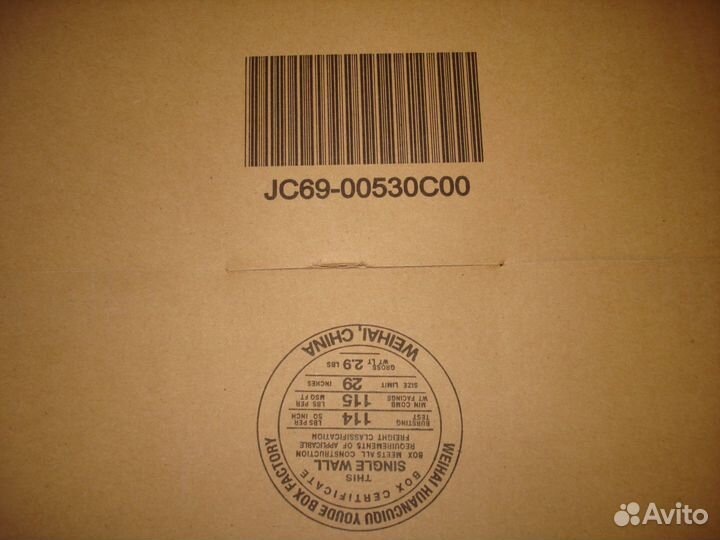 JC69-00530C00
BOX CERTIFICATE
THIS
SINGLE WALL
BOX MEETS ALL CONSTRUCTION
REQUIREMENTS OF APPLICABLE
FREIGHT CLASSIFICATION
BURSTING TEST 114 LBS PER SQ INCH
MIN COMB WT FACINGS 115 LBS PER MSQ FT
SIZE LIMIT 29 INCHES
GROSS WT LT 2.9 LBS
WEIHAI HUANGUIQU YOUDE BOX FACTORY
WEIHAI, CHINA
Avito